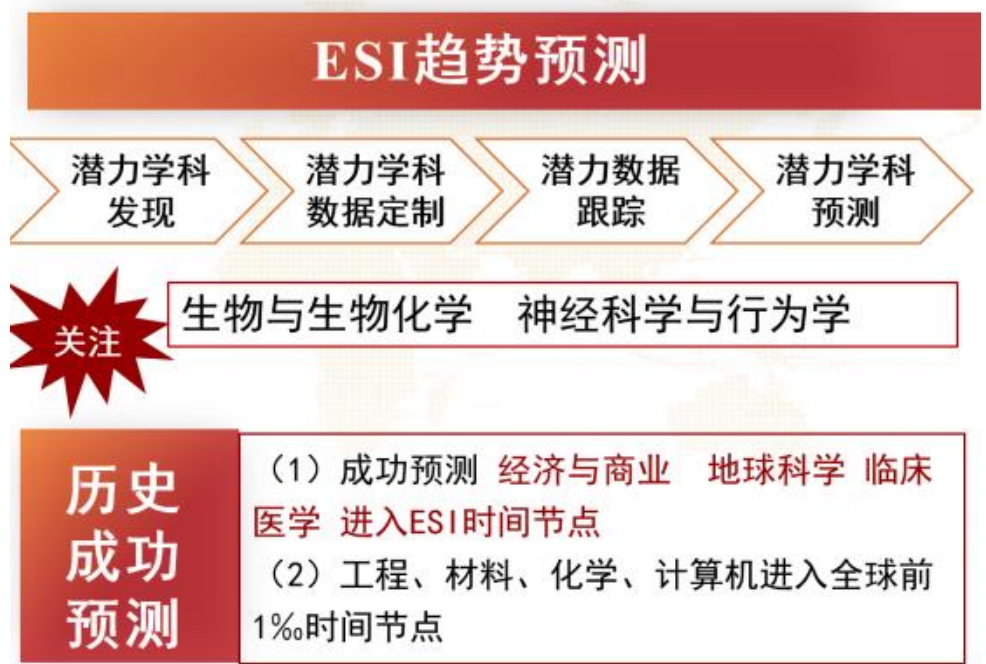 ESI趋势预测
潜力学科
发现
潜力学科
数据定制
潜力数据
跟踪
潜力学科
预测
关注
生物与生物化学 神经科学与行为学
历史
成功
预测
（1）成功预测 经济与商业 地球科学 临床
医学 进入ESI时间节点
（2）工程、材料、化学、计算机进入全球前
1‰时间节点